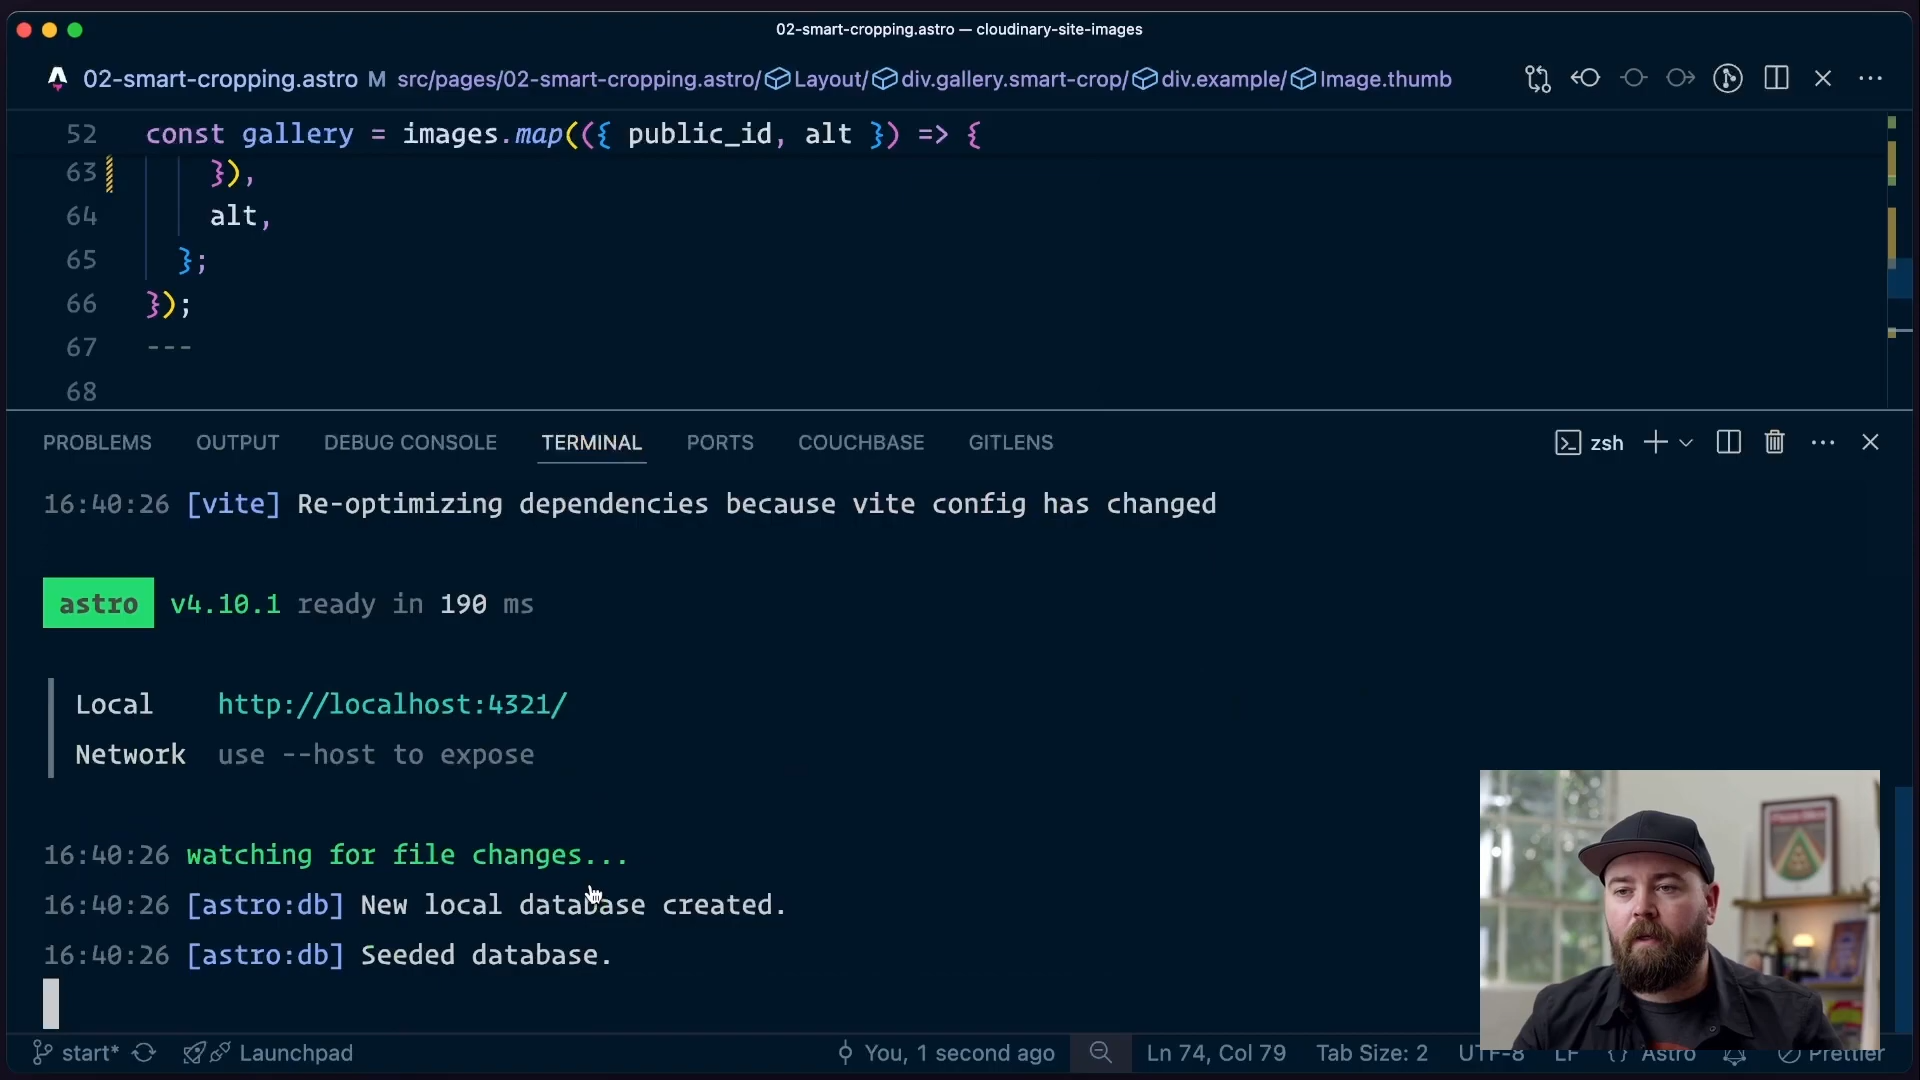 02-smart-cropping.astro — cloudinary-site-images
02-smart-cropping.astro M src/pages/02-smart-cropping.astro/ Layout/ div.gallery.smart-crop/ div.example/ Image.thumb
52 const gallery = images.map(({ public_id, alt }) => {
63 }),
64 alt,
65 };
66 });
67 ---
68
PROBLEMS OUTPUT DEBUG CONSOLE TERMINAL PORTS COUCHBASE GITLENS zsh
16:40:26 [vite] Re-optimizing dependencies because vite config has changed
astro v4.10.1 ready in 190 ms
Local http://localhost:4321/
Network use --host to expose
16:40:26 watching for file changes...
16:40:26 [astro:db] New local database created.
16:40:26 [astro:db] Seeded database.
start* Launchpad You, 1 second ago Ln 74, Col 79 Tab Size: 2 UTF-8 LF {} Astro Prettier